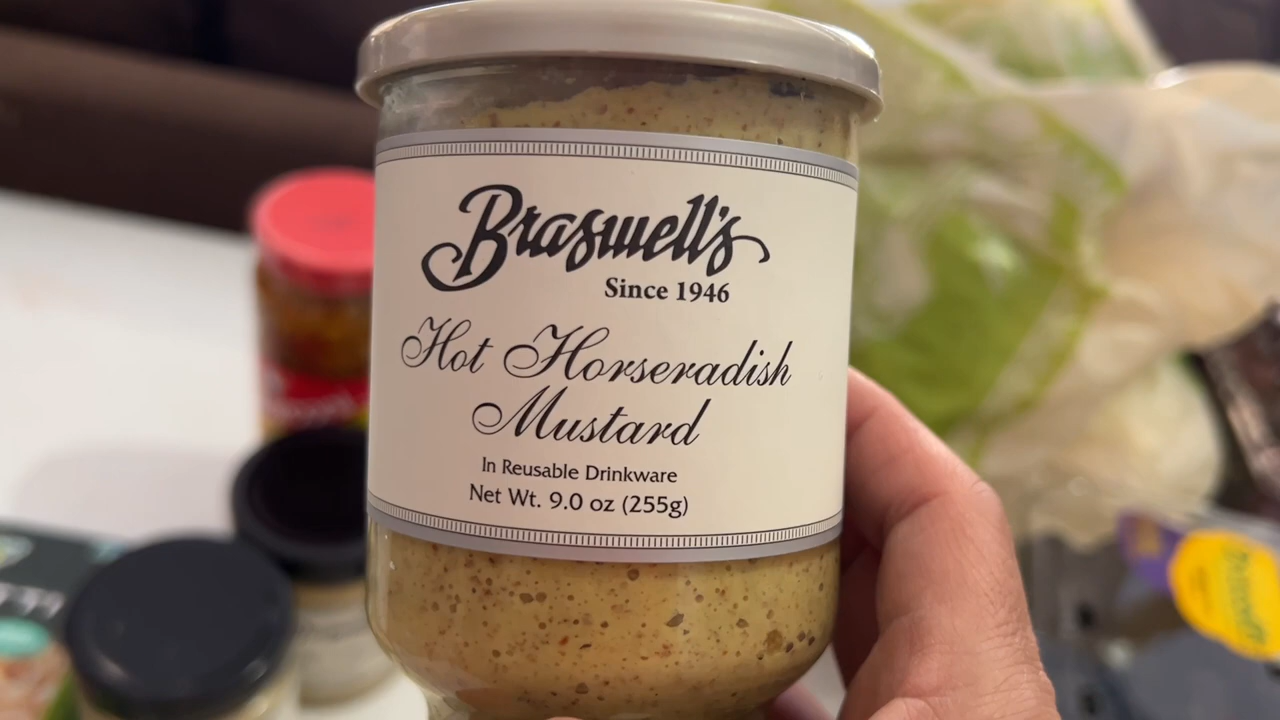 Braswell's
Since 1946
Hot Horseradish
Mustard
In Reusable Drinkware
Net Wt. 9.0 oz (255g)